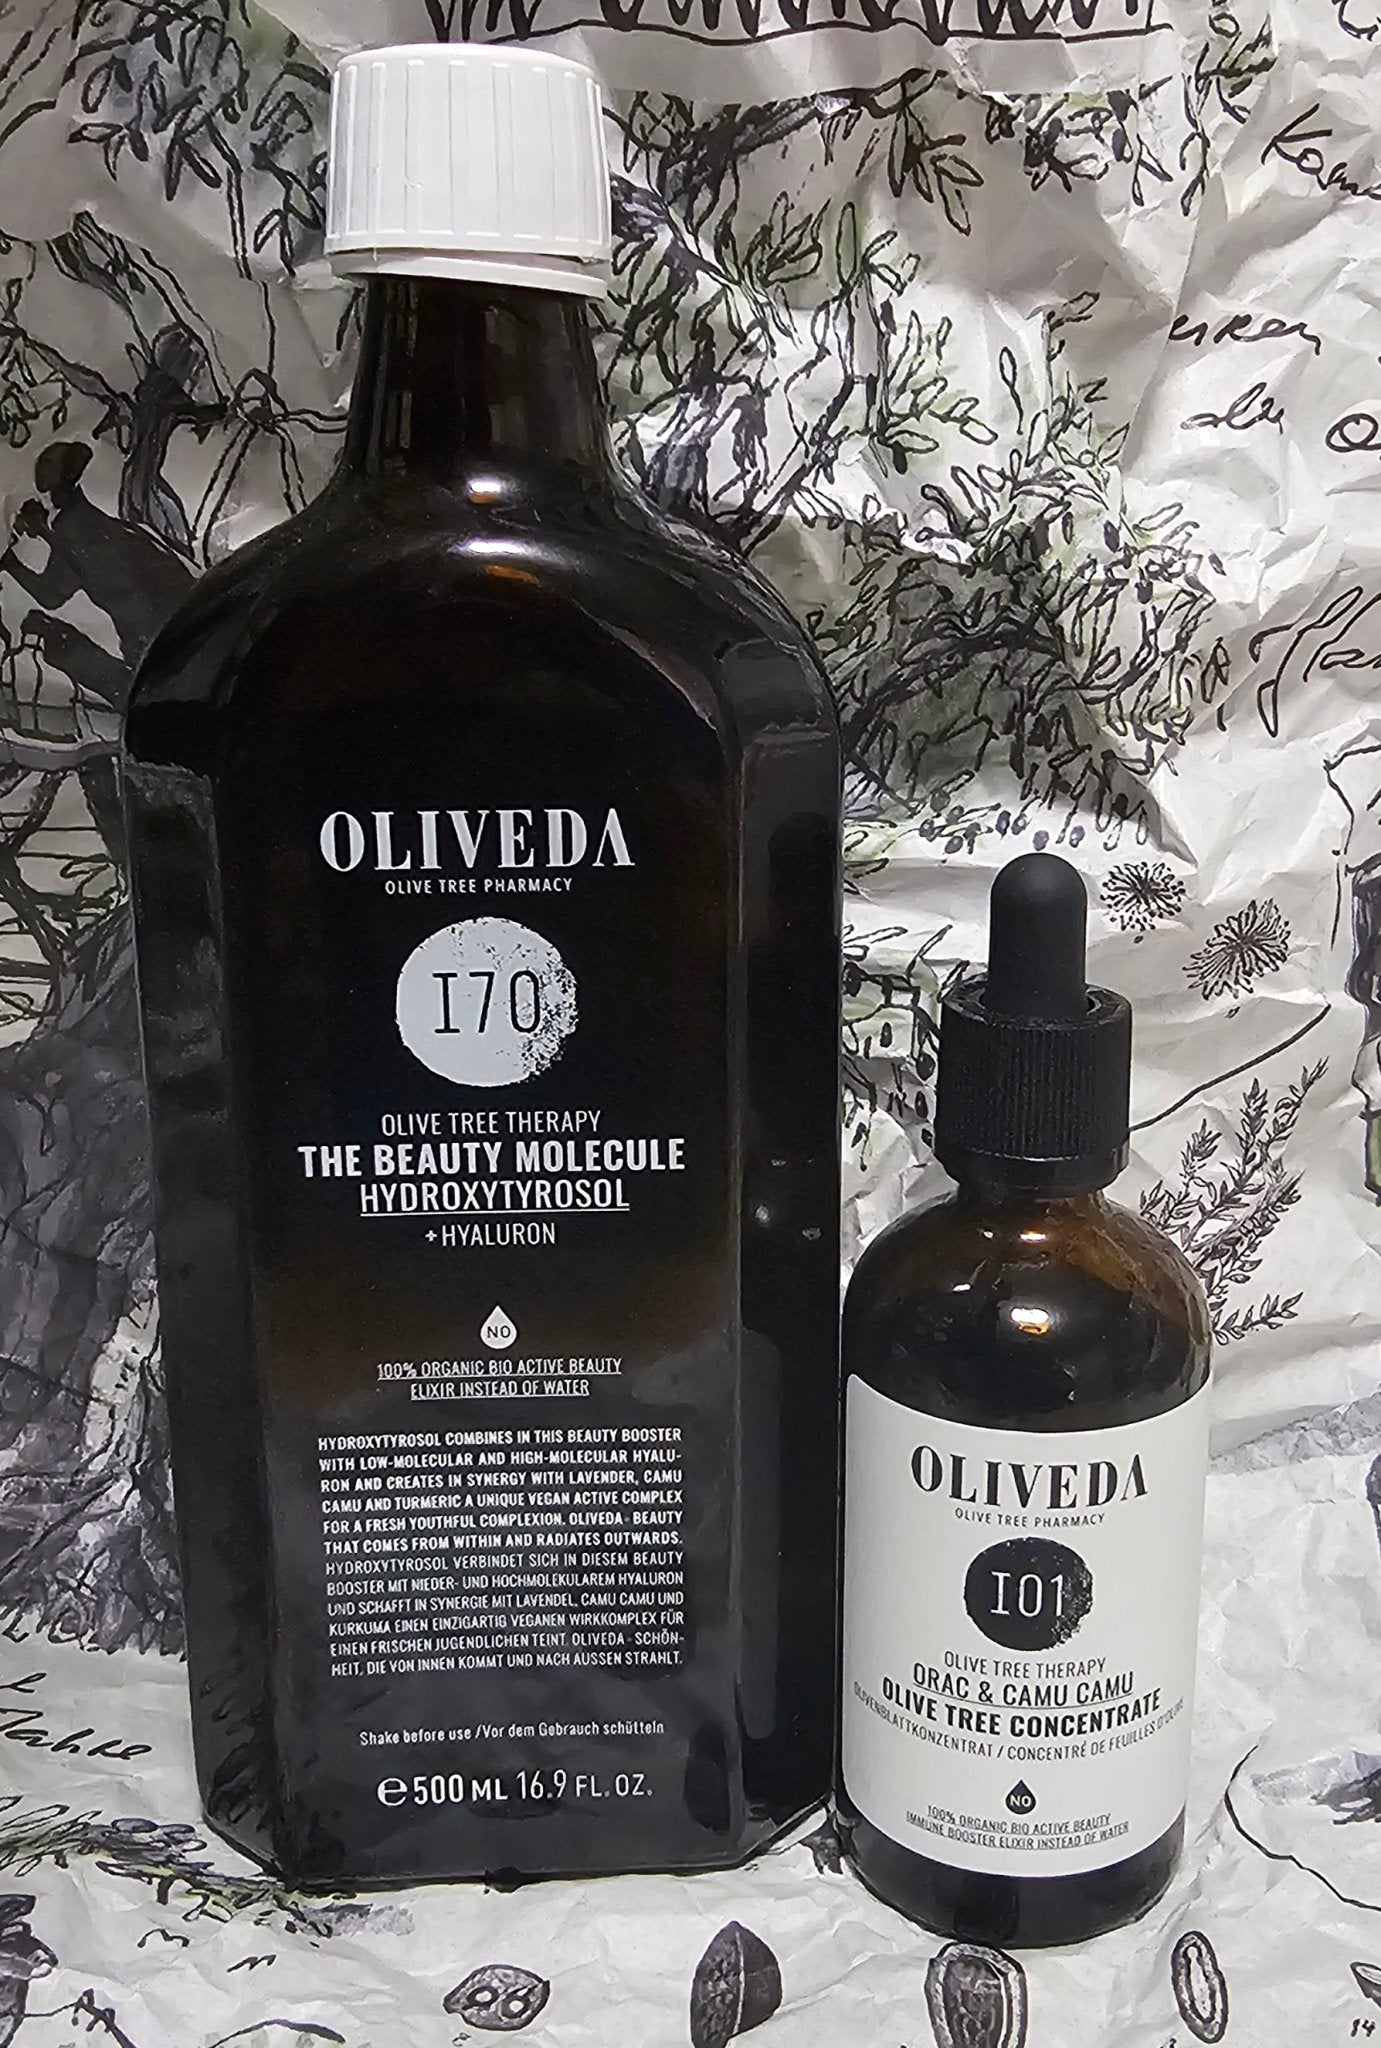 OLIVEDA
OLIVE TREE PHARMACY
I70
OLIVE TREE THERAPY
THE BEAUTY MOLECULE
HYDROXYTYROSOL
+ HYALURON
NO
100% ORGANIC BIO ACTIVE BEAUTY
ELIXIR INSTEAD OF WATER
HYDROXYTYROSOL COMBINES IN THIS BEAUTY BOOSTER
WITH LOW-MOLECULAR AND HIGH-MOLECULAR HYALU-
RON AND CREATES IN SYNERGY WITH LAVENDER, CAMU
CAMU AND TURMERIC A UNIQUE VEGAN ACTIVE COMPLEX
FOR A FRESH YOUTHFUL COMPLEXION. OLIVEDA - BEAUTY
THAT COMES FROM WITHIN AND RADIATES OUTWARDS.
HYDROXYTYROSOL VERBINDET SICH IN DIESEM BEAUTY
BOOSTER MIT NIEDER- UND HOCHMOLEKULAREM HYALURON
UND SCHAFFT IN SYNERGIE MIT LAVENDEL, CAMU CAMU UND
KURKUMA EINEN EINZIGARTIG VEGANEN WIRKKOMPLEX FÜR
EINEN FRISCHEN JUGENDLICHEN TEINT. OLIVEDA - SCHÖN-
HEIT, DIE VON INNEN KOMMT UND NACH AUSSEN STRAHLT.
Shake before use / Vor dem Gebrauch schütteln
℮ 500 ML 16.9 FL. OZ.
OLIVEDA
OLIVE TREE PHARMACY
I01
OLIVE TREE THERAPY
ORAC & CAMU CAMU
OLIVE TREE CONCENTRATE
OLIVENBLATTKONZENTRAT / CONCENTRÉ DE FEUILLES D'OLIVE
NO
100% ORGANIC BIO ACTIVE BEAUTY
IMMUNE BOOSTER ELIXIR INSTEAD OF WATER
14